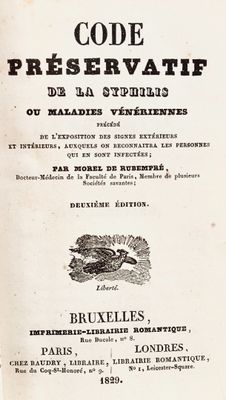 CODE
PRÉSERVATIF
DE LA SYPHILIS
OU MALADIES VÉNÉRIENNES
PRÉCÉDÉ
DE L'EXPOSITION DES SIGNES EXTÉRIEURS
ET INTÉRIEURS, AUXQUELS ON RECONNAITRA LES PERSONNES
QUI EN SONT INFECTÉES;
PAR MOREL DE RUBEMPRÉ,
Docteur-Médecin de la Faculté de Paris, Membre de plusieurs
Sociétés savantes;
DEUXIÈME ÉDITION.
Liberté.
BRUXELLES,
IMPRIMERIE-LIBRAIRIE ROMANTIQUE,
Rue Ducale, nº 8.
PARIS,
CHEZ BAUDRY, LIBRAIRE,
Rue du Coq-St-Honoré, nº 9.
LONDRES,
LIBRAIRIE ROMANTIQUE,
Nº 1, Leicester-Square.
1829.